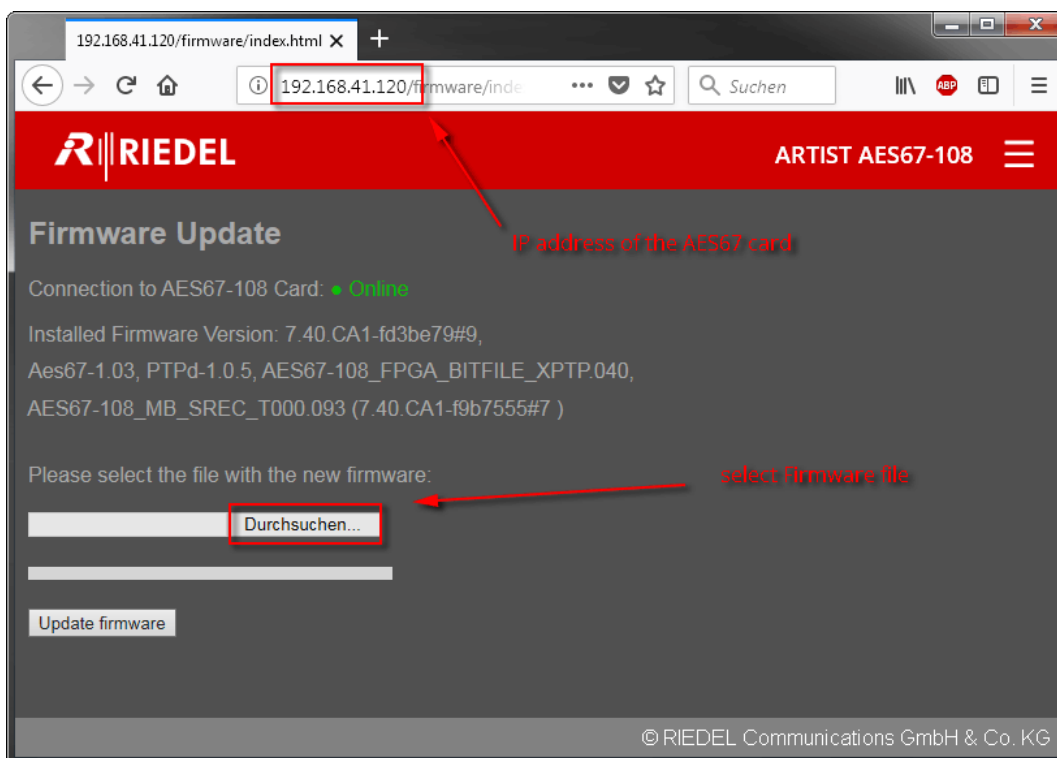 192.168.41.120/firmware/index.html
192.168.41.120/firmware/inde
Suchen
ABP
RIEDEL
ARTIST AES67-108
Firmware Update
IP address of the AES67 card
Connection to AES67-108 Card: ● Online
Installed Firmware Version: 7.40.CA1-fd3be79#9,
Aes67-1.03, PTPd-1.0.5, AES67-108_FPGA_BITFILE_XPTP.040,
AES67-108_MB_SREC_T000.093 (7.40.CA1-f9b7555#7 )
Please select the file with the new firmware:
select Firmware file
Durchsuchen...
Update firmware
© RIEDEL Communications GmbH & Co. KG